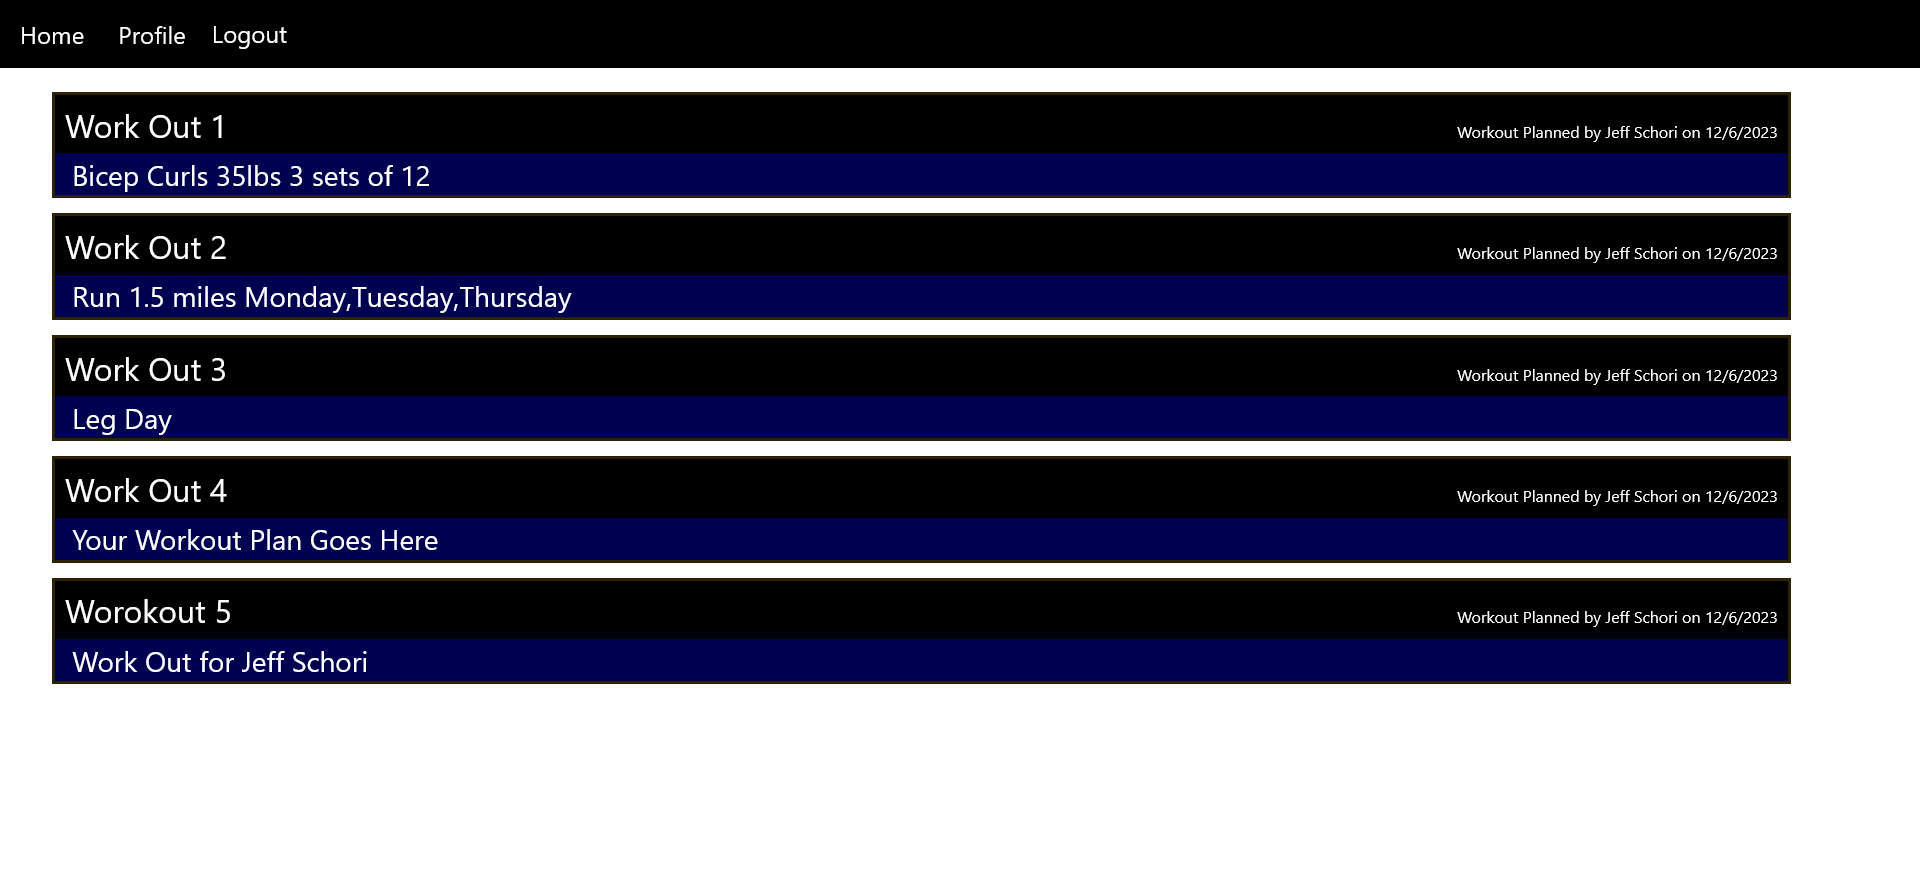 Home Profile Logout
Work Out 1 Workout Planned by Jeff Schori on 12/6/2023
Bicep Curls 35lbs 3 sets of 12
Work Out 2 Workout Planned by Jeff Schori on 12/6/2023
Run 1.5 miles Monday,Tuesday,Thursday
Work Out 3 Workout Planned by Jeff Schori on 12/6/2023
Leg Day
Work Out 4 Workout Planned by Jeff Schori on 12/6/2023
Your Workout Plan Goes Here
Worokout 5 Workout Planned by Jeff Schori on 12/6/2023
Work Out for Jeff Schori